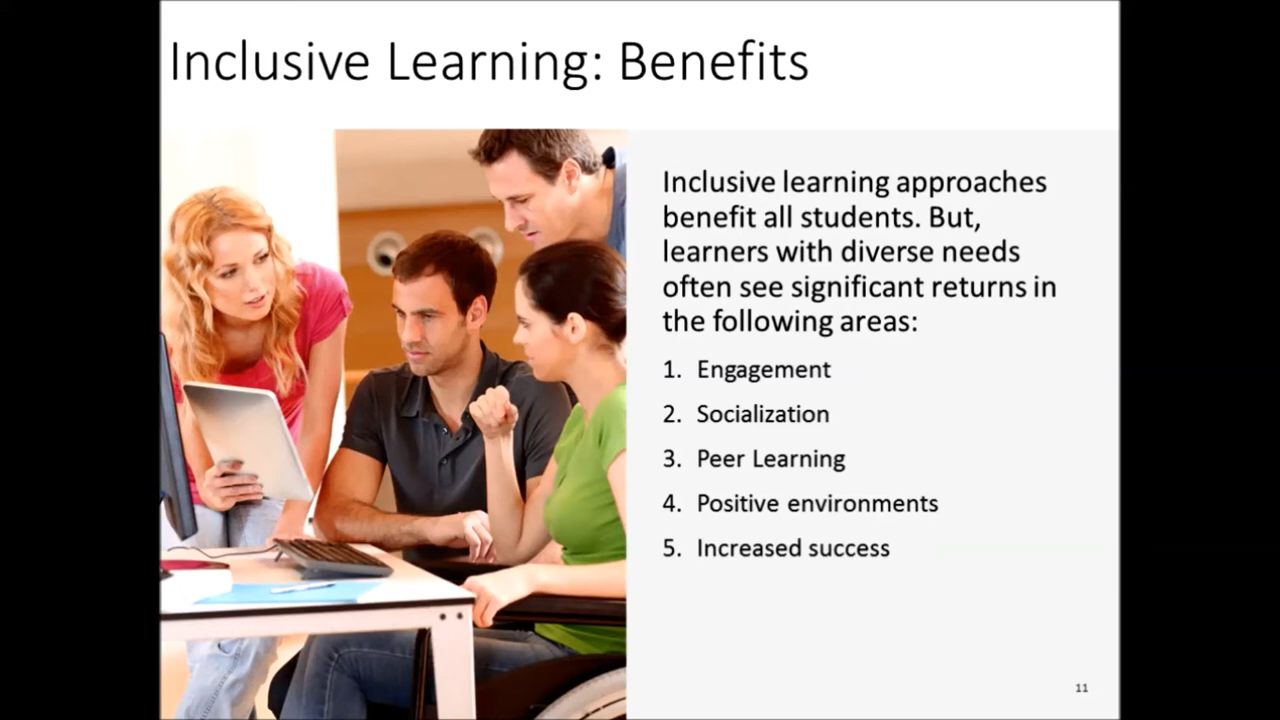 Inclusive Learning: Benefits
Inclusive learning approaches
benefit all students. But,
learners with diverse needs
often see significant returns in
the following areas:
1. Engagement
2. Socialization
3. Peer Learning
4. Positive environments
5. Increased success
11